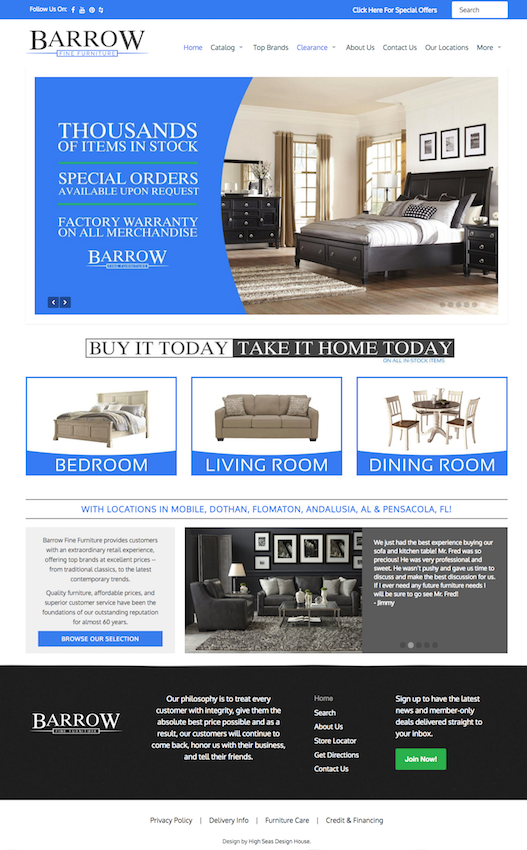 Follow Us On:
Click Here For Special Offers
Search
BARROW
FINE FURNITURE
Home Catalog Top Brands Clearance About Us Contact Us Our Locations More
THOUSANDS
OF ITEMS IN STOCK
SPECIAL ORDERS
AVAILABLE UPON REQUEST
FACTORY WARRANTY
ON ALL MERCHANDISE
BARROW
FINE FURNITURE
BUY IT TODAY TAKE IT HOME TODAY
ON ALL IN-STOCK ITEMS
BEDROOM
LIVING ROOM
DINING ROOM
WITH LOCATIONS IN MOBILE, DOTHAN, FLOMATON, ANDALUSIA, AL & PENSACOLA, FL!
Barrow Fine Furniture provides customers
with an extraordinary retail experience,
offering top brands at excellent prices –
from traditional classics, to the latest
contemporary trends.
Quality furniture, affordable prices, and
superior customer service have been the
foundations of our outstanding reputation
for almost 60 years.
BROWSE OUR SELECTION
We just had the best experience buying our
sofa and kitchen table! Mr. Fred was so
precious! He was very professional and
sweet. He wasn't pushy and gave us time to
discuss and make the best discussion for us.
If I ever need any future furniture needs I
will be sure to go see Mr. Fred!
- Jimmy
BARROW
FINE FURNITURE
Our philosophy is to treat every
customer with integrity, give them the
absolute best price possible and as a
result, our customers will continue to
come back, honor us with their business,
and tell their friends.
Home
Search
About Us
Store Locator
Get Directions
Contact Us
Sign up to have the latest
news and member-only
deals delivered straight to
your inbox.
Join Now!
Privacy Policy | Delivery Info | Furniture Care | Credit & Financing
Design by High Seas Design House.